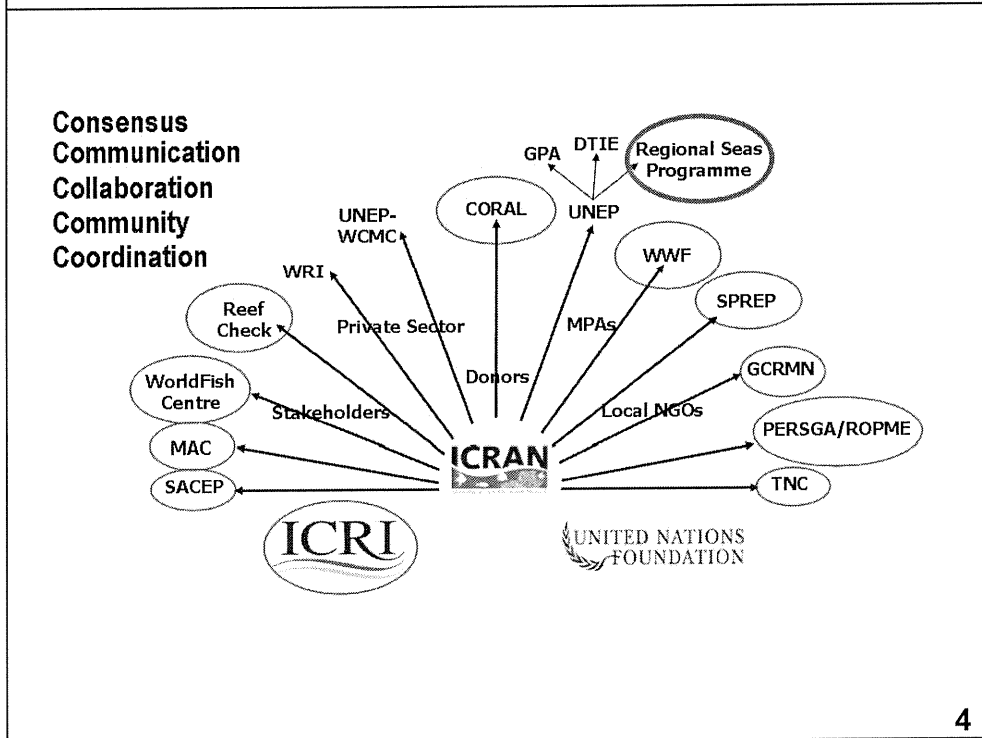 Consensus
Communication
Collaboration
Community
Coordination
GPA
DTIE
Regional Seas
Programme
UNEP-
WCMC
CORAL
UNEP
WRI
WWF
Reef
Check
Private Sector
MPAs
SPREP
WorldFish
Centre
Stakeholders
Donors
Local NGOs
GCRMN
MAC
ICRAN
PERSGA/ROPME
SACEP
TNC
ICRI
UNITED NATIONS
FOUNDATION
4